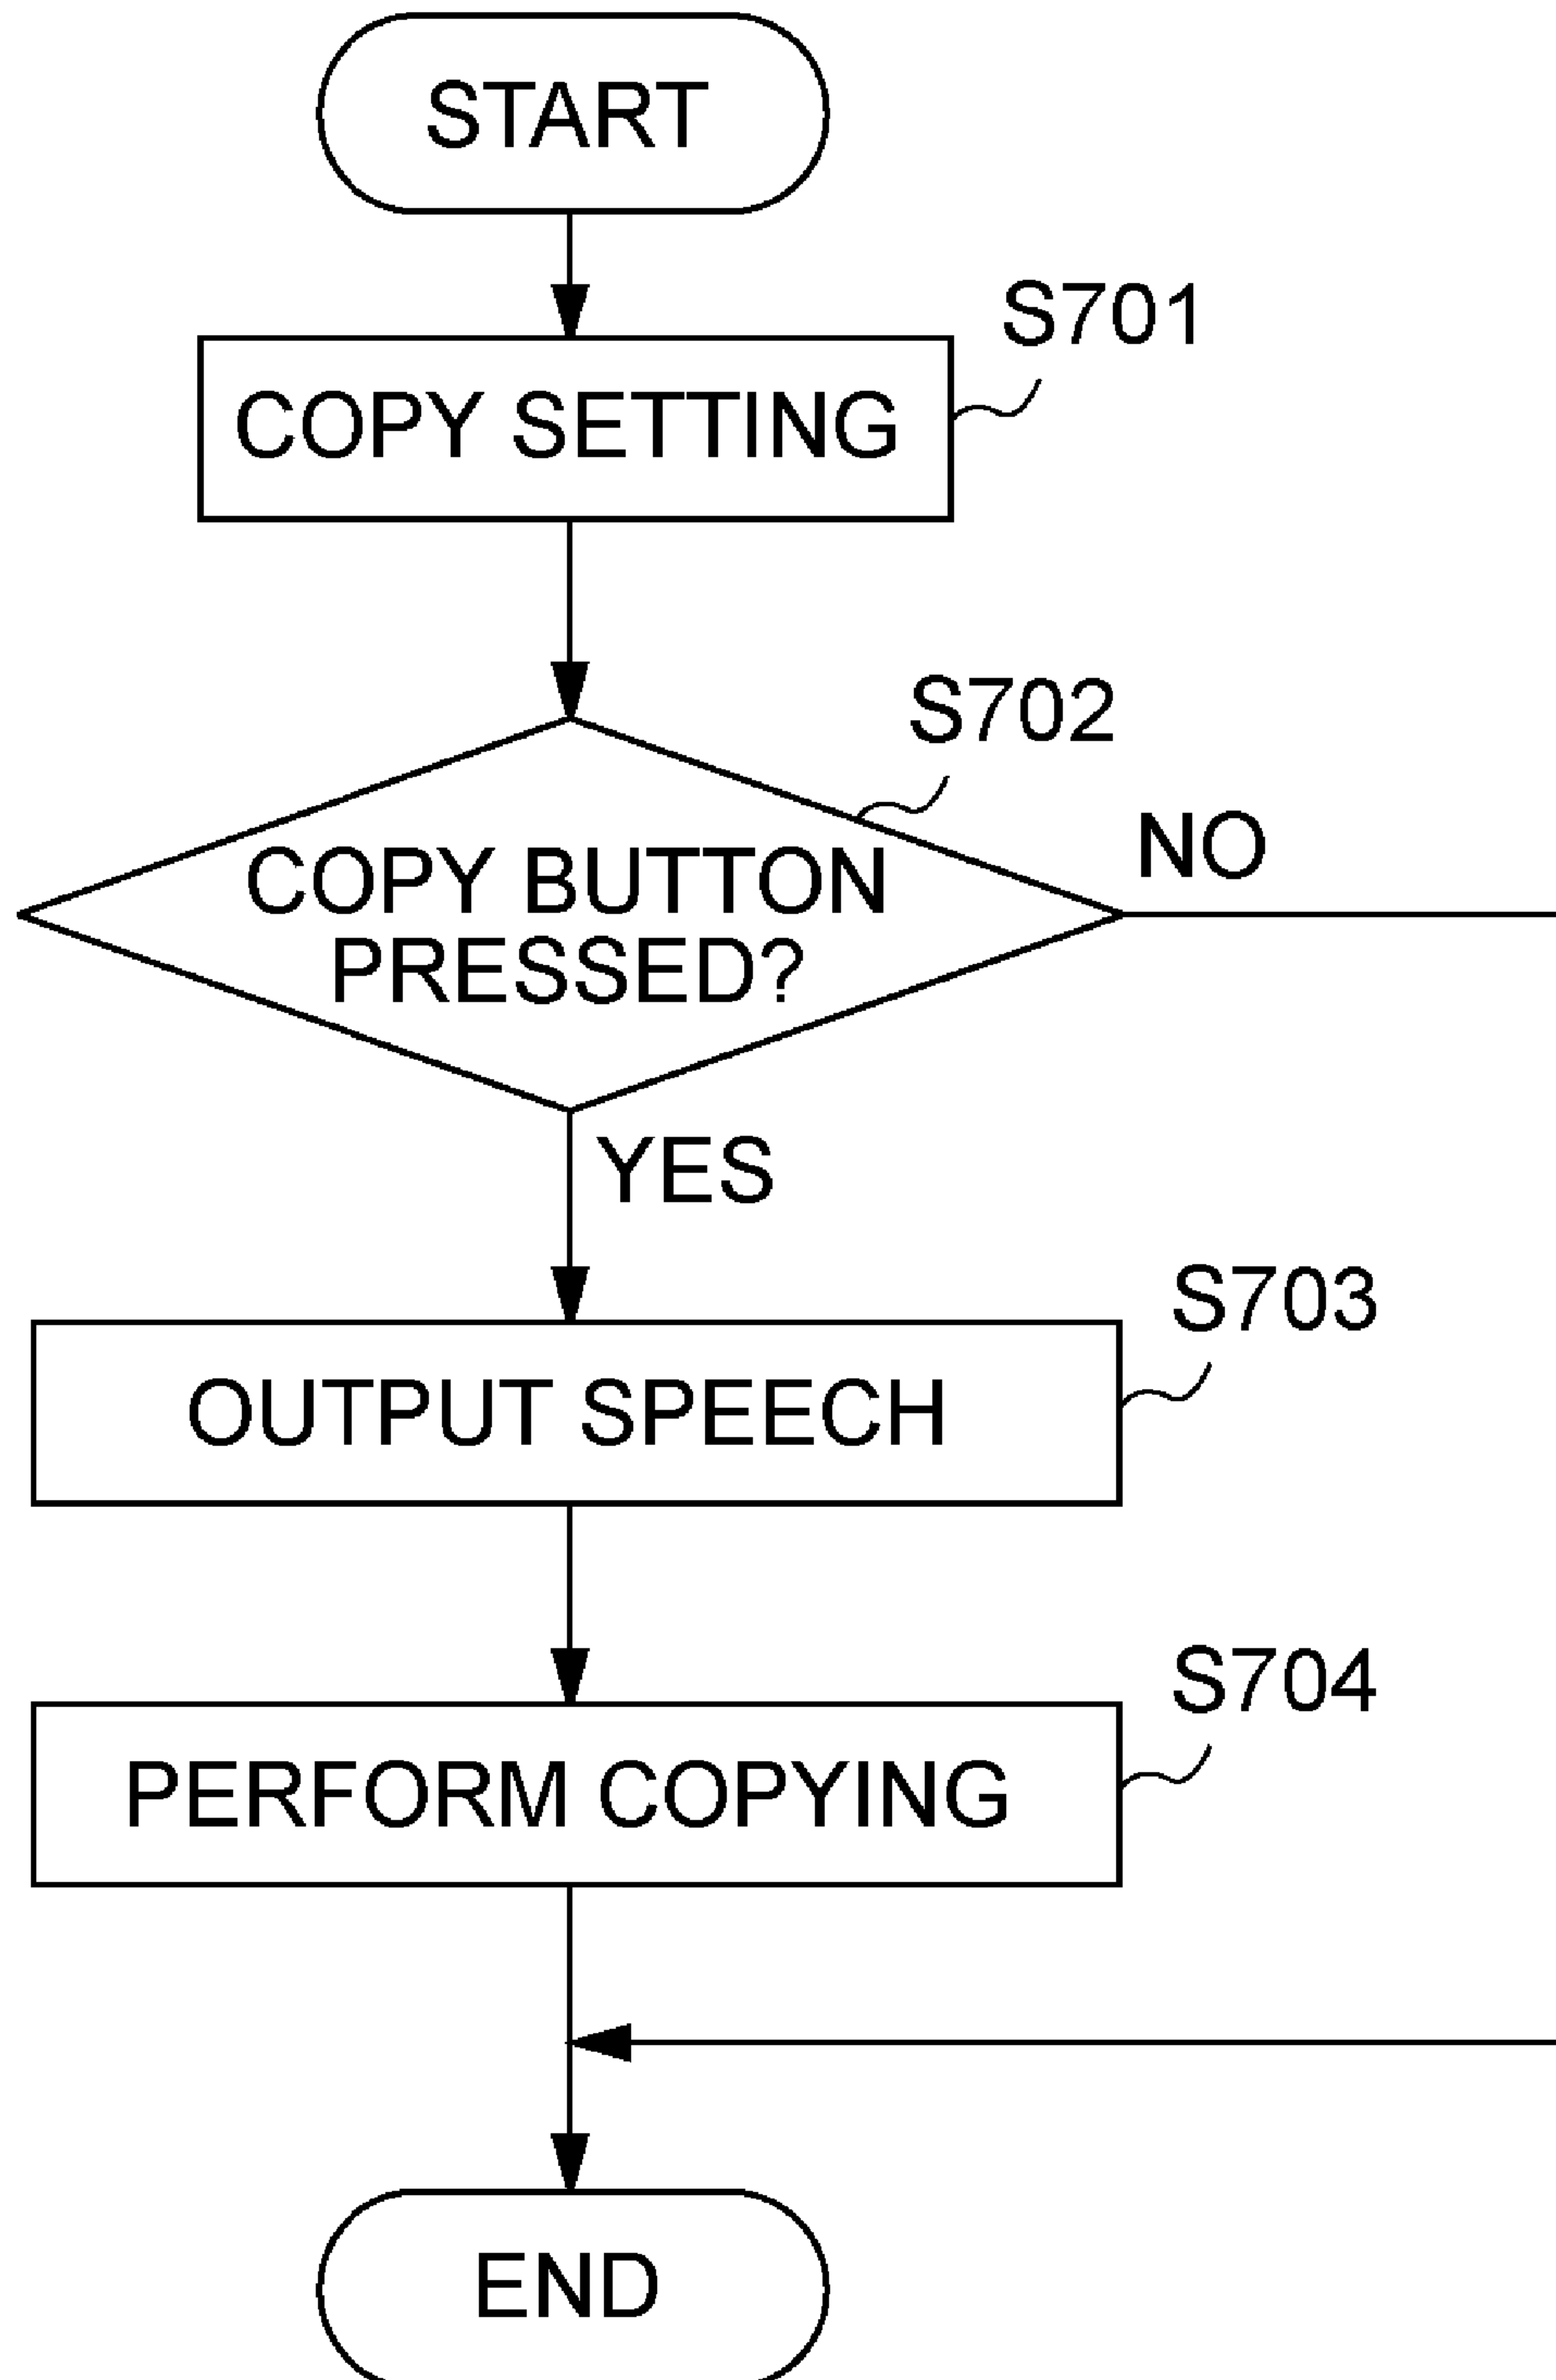 START
S701
COPY SETTING
S702
NO
COPY BUTTON
PRESSED?
YES
S703
OUTPUT SPEECH
S704
PERFORM COPYING
END